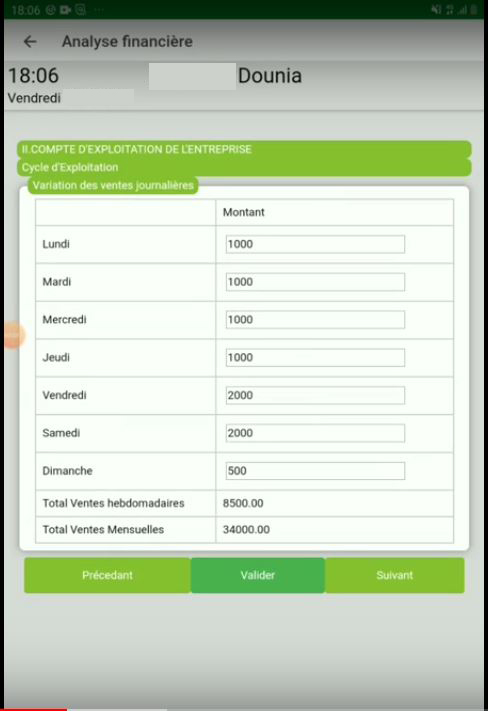 18:06
Analyse financière
18:06 Dounia
Vendredi
II.COMPTE D'EXPLOITATION DE L'ENTREPRISE
Cycle d'Exploitation
Variation des ventes journalières
Montant
Lundi 1000
Mardi 1000
Mercredi 1000
Jeudi 1000
Vendredi 2000
Samedi 2000
Dimanche 500
Total Ventes hebdomadaires 8500.00
Total Ventes Mensuelles 34000.00
Précedant Valider Suivant